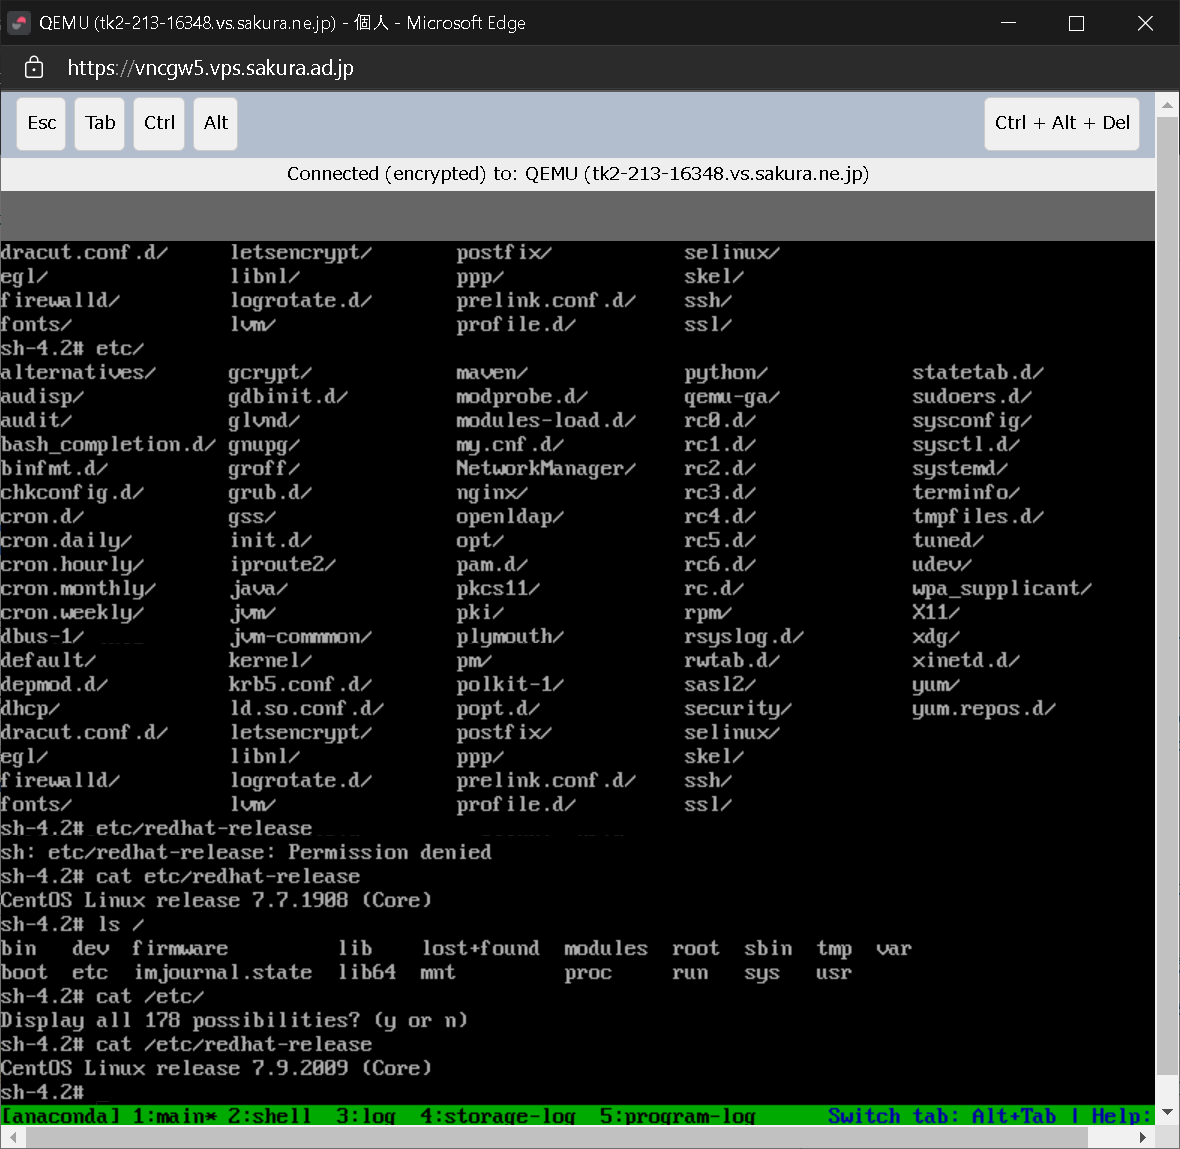 QEMU (tk2-213-16348.vs.sakura.ne.jp) - 個人 - Microsoft Edge
https://vncgw5.vps.sakura.ad.jp
Esc Tab Ctrl Alt Ctrl + Alt + Del
Connected (encrypted) to: QEMU (tk2-213-16348.vs.sakura.ne.jp)
dracut.conf.d/ letsencrypt/ postfix/ selinux/
egl/ libnl/ ppp/ skel/
firewalld/ logrotate.d/ prelink.conf.d/ ssh/
fonts/ lvm/ profile.d/ ssl/
sh-4.2# etc/
alternatives/ gcrypt/ maven/ python/ statetab.d/
audisp/ gdbinit.d/ modprobe.d/ qemu-ga/ sudoers.d/
audit/ glvnd/ modules-load.d/ rc0.d/ sysconfig/
bash_completion.d/ gnupg/ my.cnf.d/ rc1.d/ sysctl.d/
binfmt.d/ groff/ NetworkManager/ rc2.d/ systemd/
chkconfig.d/ grub.d/ nginx/ rc3.d/ terminfo/
cron.d/ gss/ openldap/ rc4.d/ tmpfiles.d/
cron.daily/ init.d/ opt/ rc5.d/ tuned/
cron.hourly/ iproute2/ pam.d/ rc6.d/ udev/
cron.monthly/ java/ pkcs11/ rc.d/ wpa_supplicant/
cron.weekly/ jvm/ pki/ rpm/ X11/
dbus-1/ jvm-commmon/ plymouth/ rsyslog.d/ xdg/
default/ kernel/ pm/ rwtab.d/ xinetd.d/
depmod.d/ krb5.conf.d/ polkit-1/ sasl2/ yum/
dhcp/ ld.so.conf.d/ popt.d/ security/ yum.repos.d/
dracut.conf.d/ letsencrypt/ postfix/ selinux/
egl/ libnl/ ppp/ skel/
firewalld/ logrotate.d/ prelink.conf.d/ ssh/
fonts/ lvm/ profile.d/ ssl/
sh-4.2# etc/redhat-release
sh: etc/redhat-release: Permission denied
sh-4.2# cat etc/redhat-release
CentOS Linux release 7.7.1908 (Core)
sh-4.2# ls /
bin dev firmware lib lost+found modules root sbin tmp var
boot etc imjournal.state lib64 mnt proc run sys usr
sh-4.2# cat /etc/
Display all 178 possibilities? (y or n)
sh-4.2# cat /etc/redhat-release
CentOS Linux release 7.9.2009 (Core)
sh-4.2#
[anaconda] 1:main* 2:shell 3:log 4:storage-log 5:program-log Switch tab: Alt+Tab | Help: